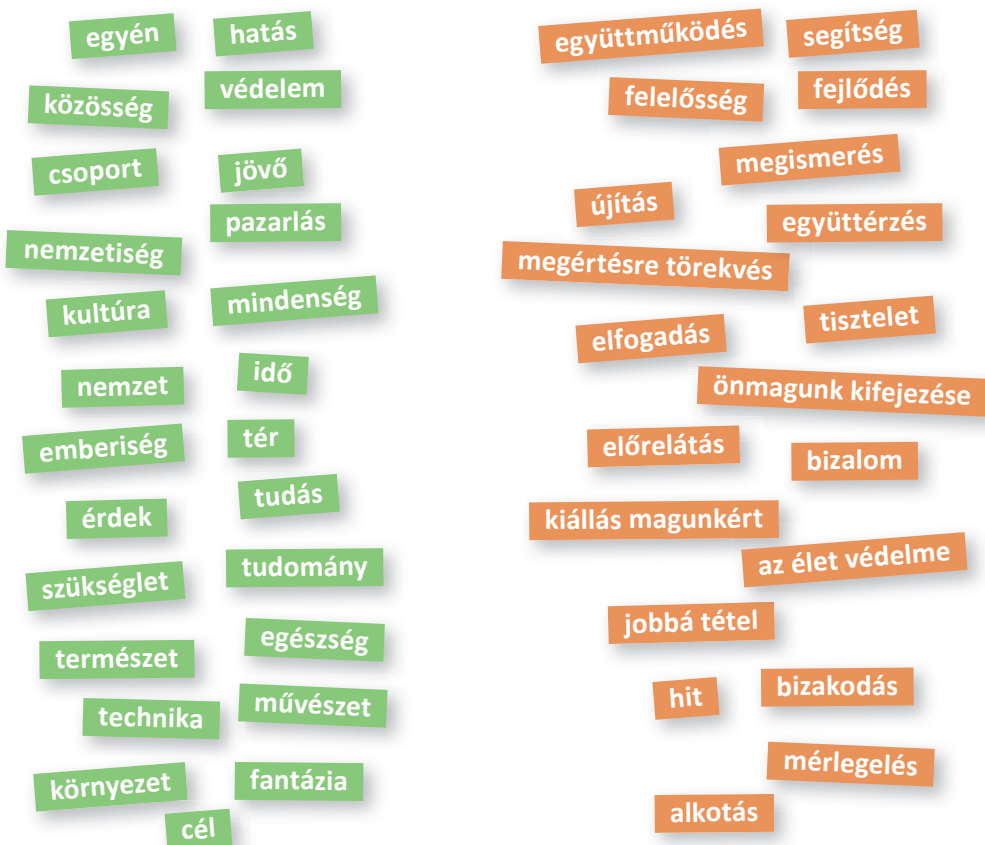 egyén
hatás
közösség
védelem
csoport
jövő
pazarlás
nemzetiség
kultúra
mindenség
nemzet
idő
emberiség
tér
érdek
tudás
szükséglet
tudomány
természet
egészség
technika
művészet
környezet
fantázia
cél
együttműködés
segítség
felelősség
fejlődés
megismerés
újítás
együttérzés
megértésre törekvés
elfogadás
tisztelet
önmagunk kifejezése
előrelátás
bizalom
kiállás magunkért
az élet védelme
jobbá tétel
hit
bizakodás
mérlegelés
alkotás